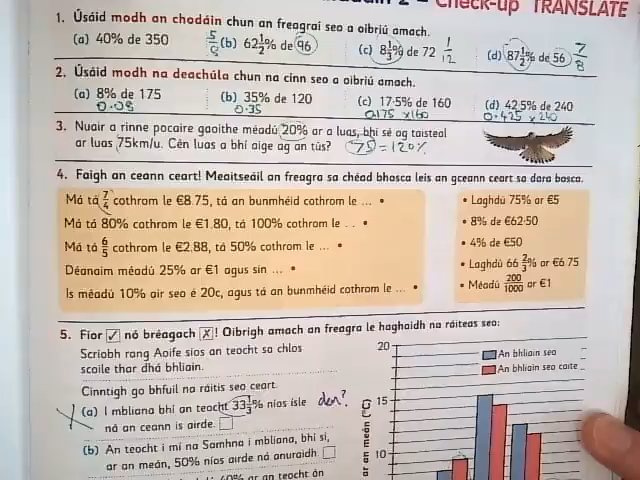 Check-up TRANSLATE
1. Úsáid modh an chodáin chun an freagraí seo a oibriú amach.
(a) 40% de 350 5/8 (b) 62½% de 96 (c) 8⅓% de 72 1/12 (d) 87½% de 56 7/8
2. Úsáid modh na deachúla chun na cinn seo a oibriú amach.
(a) 8% de 175 (b) 35% de 120 (c) 17·5% de 160 (d) 42·5% de 240
0.08 0.35 0.175 x160 0.425 x 240
3. Nuair a rinne pocaire gaoithe méadú 20% ar a luas, bhí sé ag taisteal
ar luas 75km/u. Cén luas a bhí aige ag an tús? 75 = 120%
4. Faigh an ceann ceart! Meaitseáil an freagra sa chéad bhosca leis an gceann ceart sa dara bosca.
Má tá 7/4 cothrom le €8.75, tá an bunmhéid cothrom le ... •
Má tá 80% cothrom le €1.80, tá 100% cothrom le . . •
Má tá 6/5 cothrom le €2.88, tá 50% cothrom le ... •
Déanaim méadú 25% ar €1 agus sin ... •
Is méadú 10% air seo é 20c, agus tá an bunmhéid cothrom le ... •
• Laghdú 75% ar €5
• 8% de €62·50
• 4% de €50
• Laghdú 66 ⅔% ar €6 75
• Méadú 200/1000 ar €1
5. Fíor ✓ nó bréagach X! Oibrigh amach an freagra le haghaidh na ráiteas seo:
Scríobh rang Aoife síos an teocht sa chlós
scoile thar dhá bhliain.
Cinntigh go bhfuil na ráitis seo ceart.
(a) I mbliana bhí an teocht 33⅓% níos ísle den?
ná an ceann is airde.
(b) An teocht i mí na Samhna i mbliana, bhí sí,
ar an meán, 50% níos airde ná anuraidh
40% ar an teocht ón
20
15
10
ar an meán (°C)
An bhliain seo
An bhliain seo caite